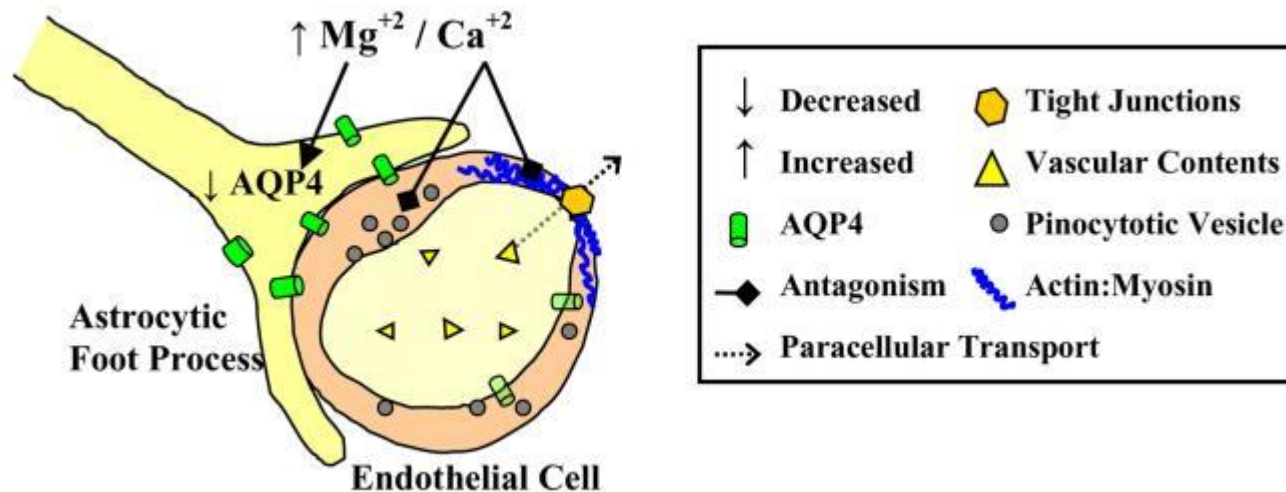 ↑ Mg+2 / Ca+2
↓ AQP4
Astrocytic
Foot Process
Endothelial Cell
↓ Decreased
Tight Junctions
↑ Increased
Vascular Contents
AQP4
Pinocytotic Vesicle
Antagonism
Actin:Myosin
Paracellular Transport